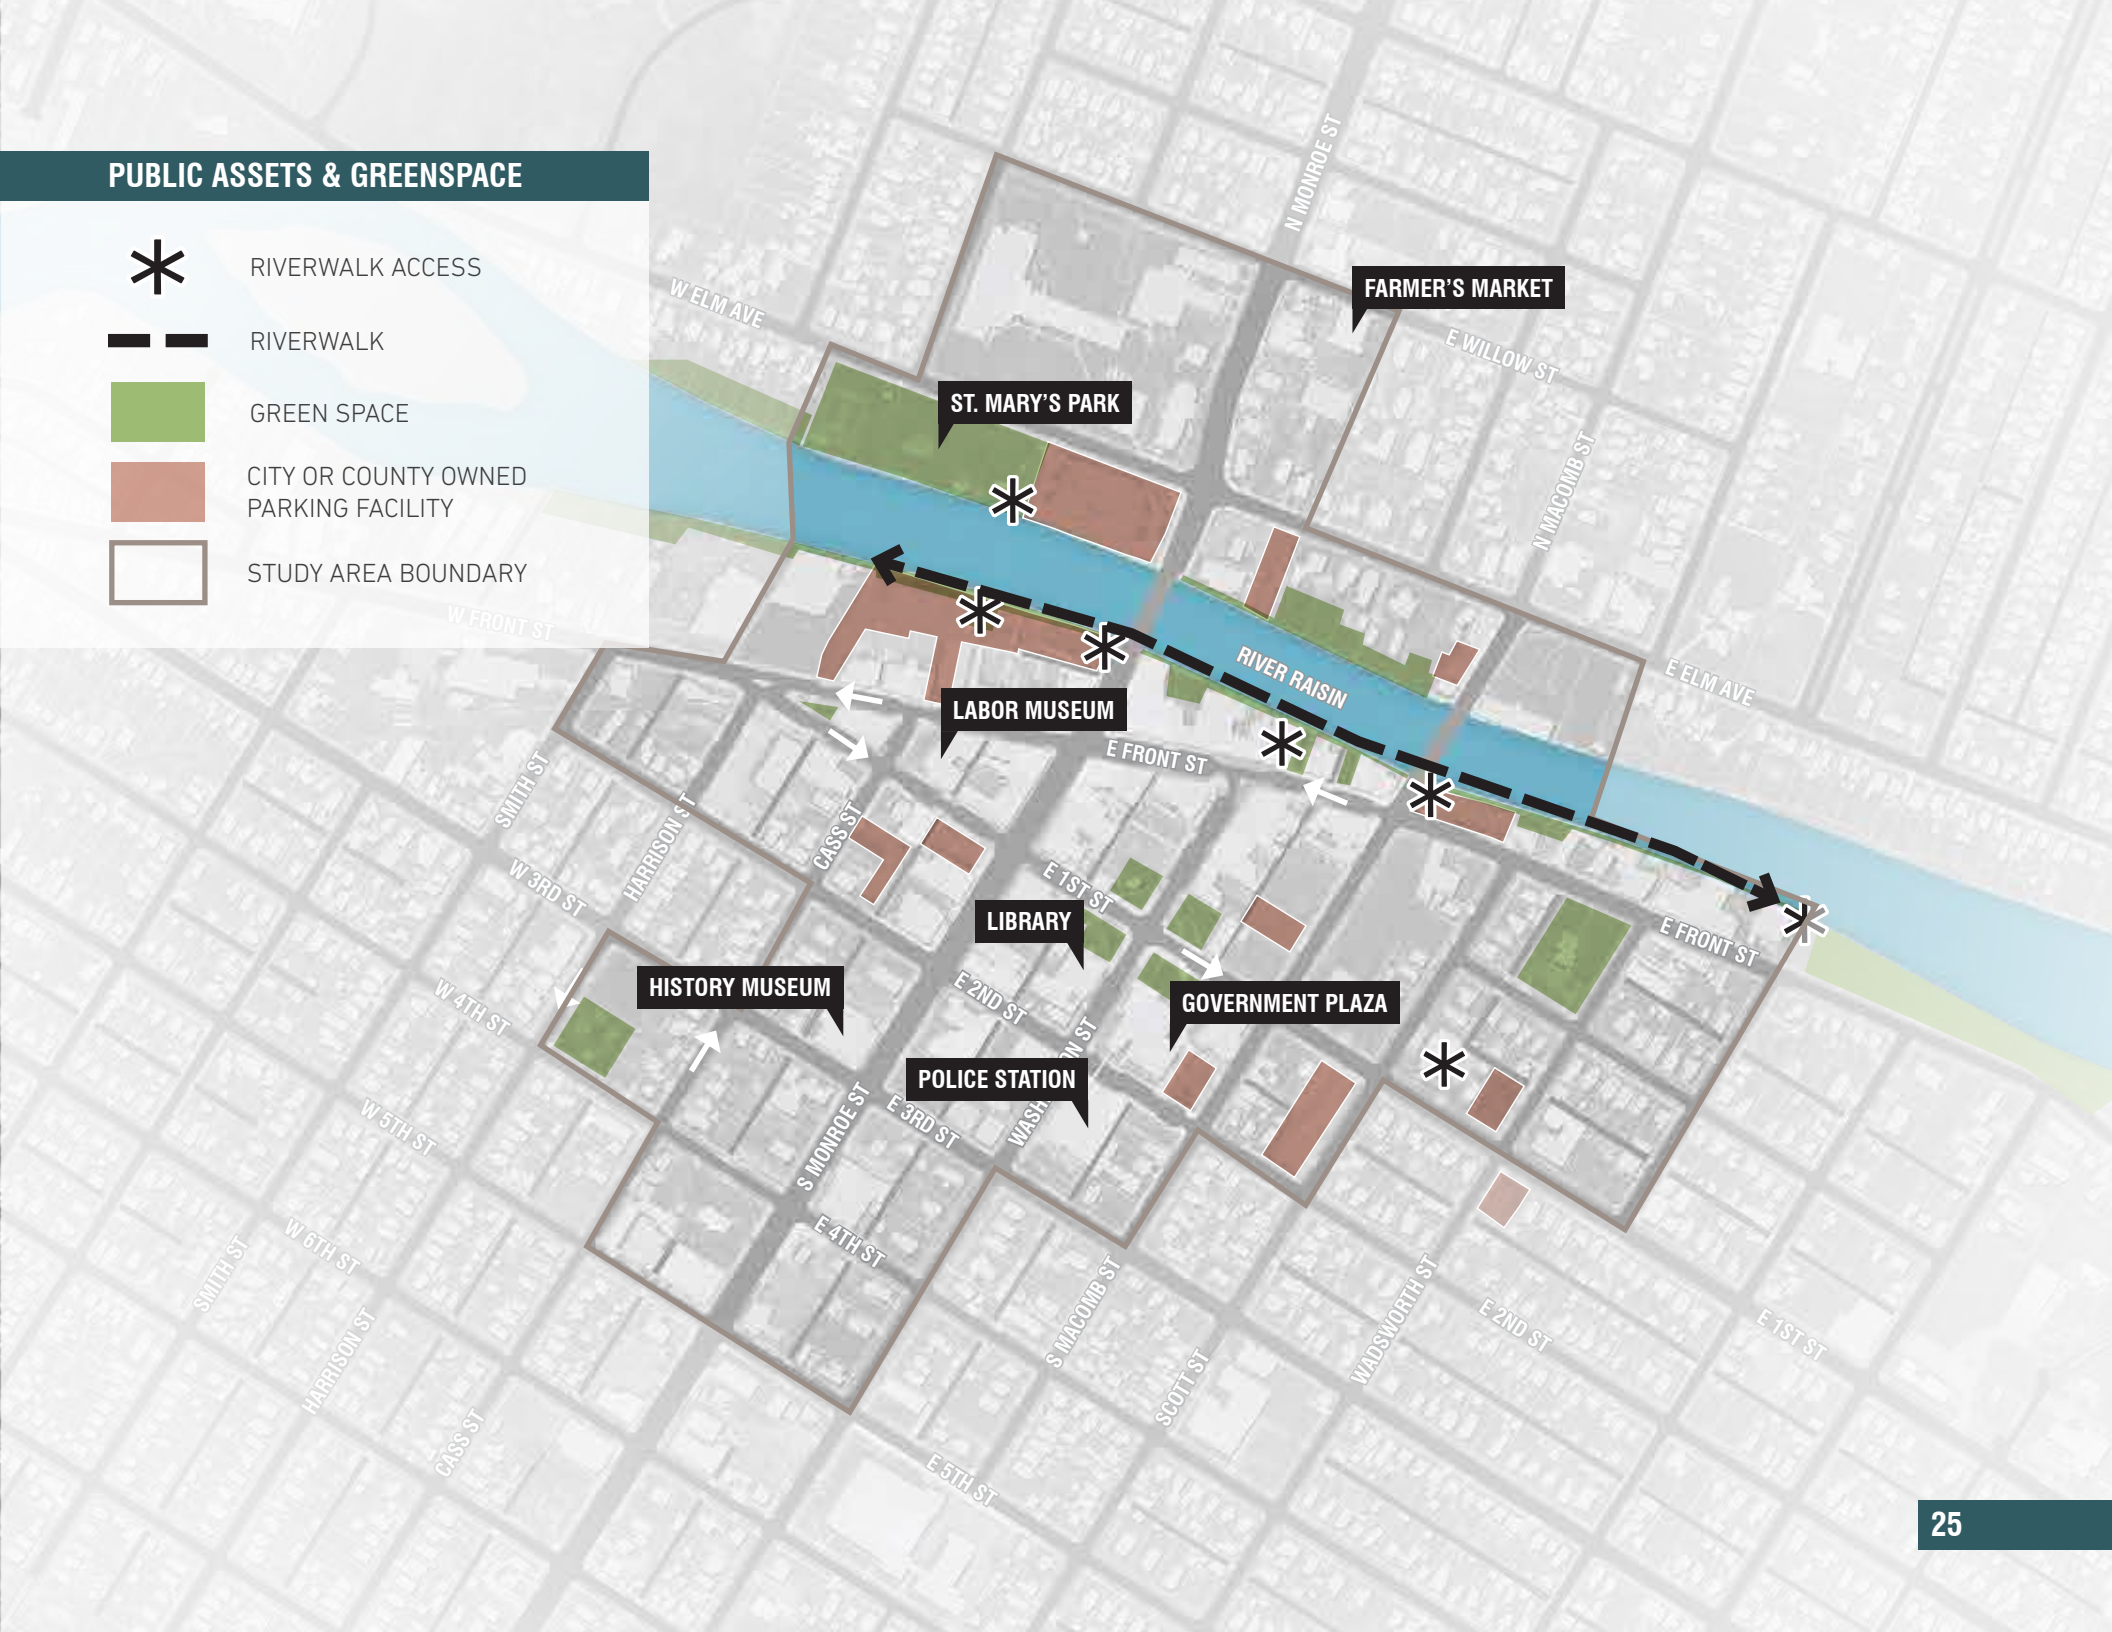 PUBLIC ASSETS & GREENSPACE
RIVERWALK ACCESS
RIVERWALK
GREEN SPACE
CITY OR COUNTY OWNED
PARKING FACILITY
STUDY AREA BOUNDARY
N MONROE ST
W ELM AVE
FARMER'S MARKET
E WILLOW ST
ST. MARY'S PARK
N MACOMB ST
W FRONT ST
RIVER RAISIN
E ELM AVE
LABOR MUSEUM
E FRONT ST
SMITH ST
HARRISON ST
CASS ST
W 3RD ST
E 1ST ST
LIBRARY
E FRONT ST
HISTORY MUSEUM
W 4TH ST
E 2ND ST
GOVERNMENT PLAZA
POLICE STATION
S MONROE ST
E 3RD ST
W 5TH ST
E 4TH ST
W 6TH ST
SMITH ST
HARRISON ST
CASS ST
S MACOMB ST
SCOTT ST
WADSWORTH ST
E 2ND ST
E 1ST ST
E 5TH ST
25